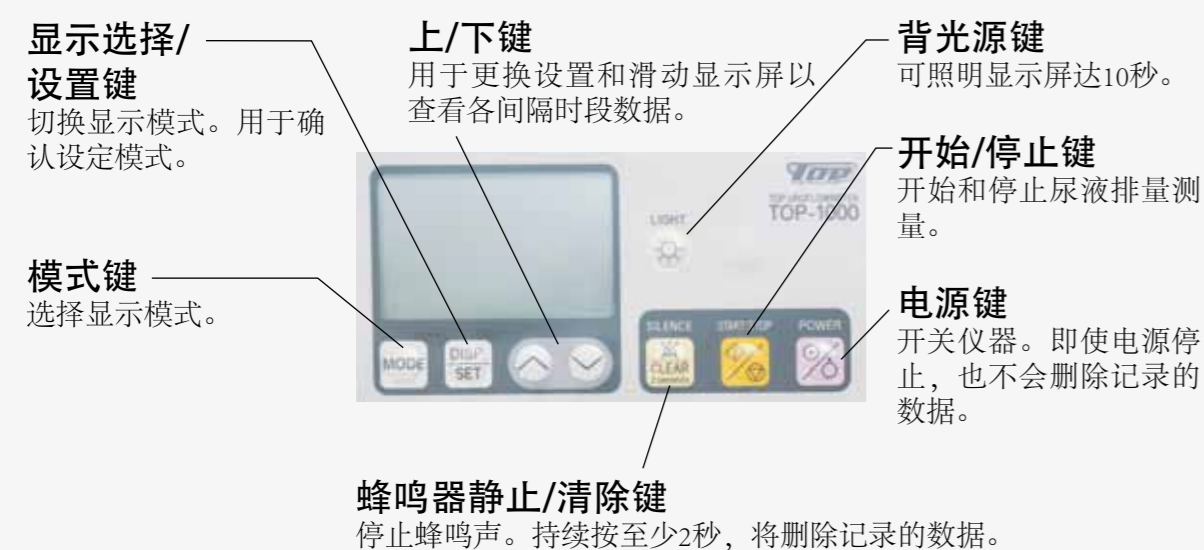 显示选择/
设置键
切换显示模式。用于确
认设定模式。
模式键
选择显示模式。
上/下键
用于更换设置和滑动显示屏以
查看各间隔时段数据。
背光源键
可照明显示屏达10秒。
开始/停止键
开始和停止尿液排量测
量。
电源键
开关仪器。即使电源停
止，也不会删除记录的
数据。
TOP
TOP-1000
LIGHT
SILENCE
START/STOP
POWER
MODE
DISP
SET
CLEAR
蜂鸣器静止/清除键
停止蜂鸣声。持续按至少2秒，将删除记录的数据。